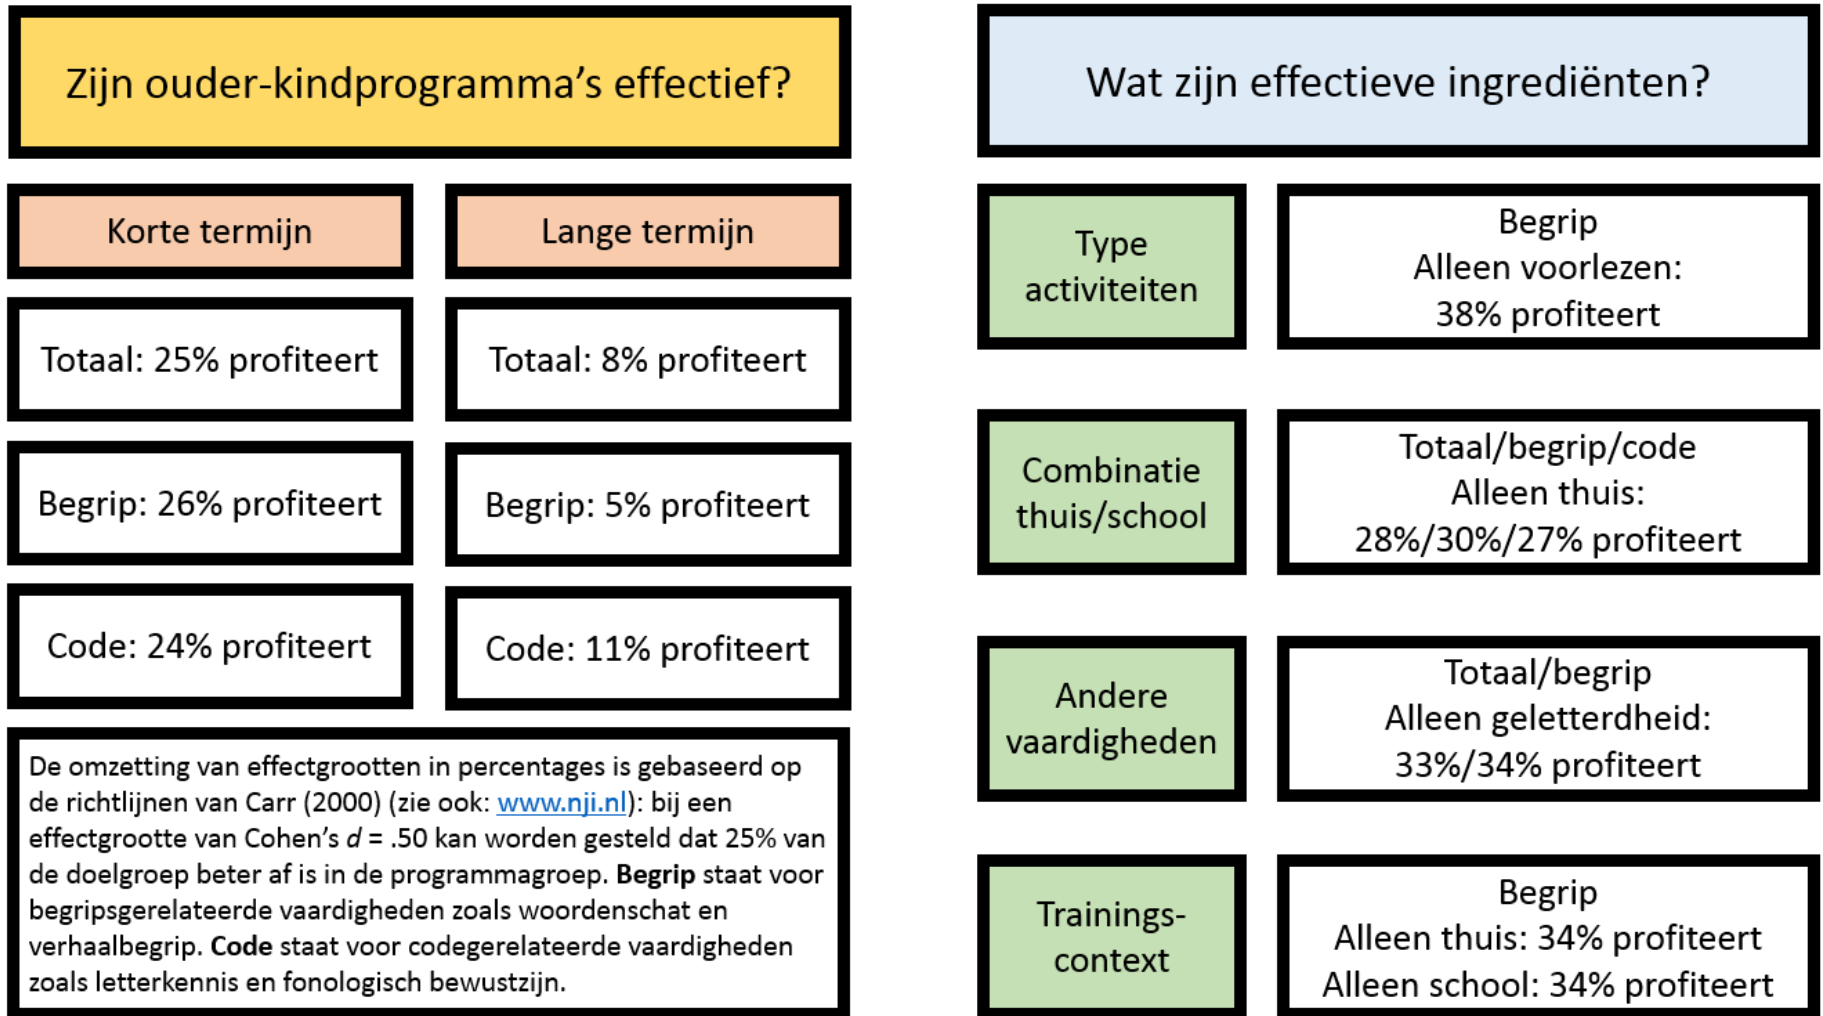 Zijn ouder-kindprogramma's effectief?
Korte termijn
Lange termijn
Totaal: 25% profiteert
Totaal: 8% profiteert
Begrip: 26% profiteert
Begrip: 5% profiteert
Code: 24% profiteert
Code: 11% profiteert
De omzetting van effectgrootten in percentages is gebaseerd op
de richtlijnen van Carr (2000) (zie ook: www.nji.nl): bij een
effectgrootte van Cohen's d = .50 kan worden gesteld dat 25% van
de doelgroep beter af is in de programmagroep. Begrip staat voor
begripsgerelateerde vaardigheden zoals woordenschat en
verhaalbegrip. Code staat voor codegerelateerde vaardigheden
zoals letterkennis en fonologisch bewustzijn.
Wat zijn effectieve ingrediënten?
Type
activiteiten
Begrip
Alleen voorlezen:
38% profiteert
Combinatie
thuis/school
Totaal/begrip/code
Alleen thuis:
28%/30%/27% profiteert
Andere
vaardigheden
Totaal/begrip
Alleen geletterdheid:
33%/34% profiteert
Trainings-
context
Begrip
Alleen thuis: 34% profiteert
Alleen school: 34% profiteert